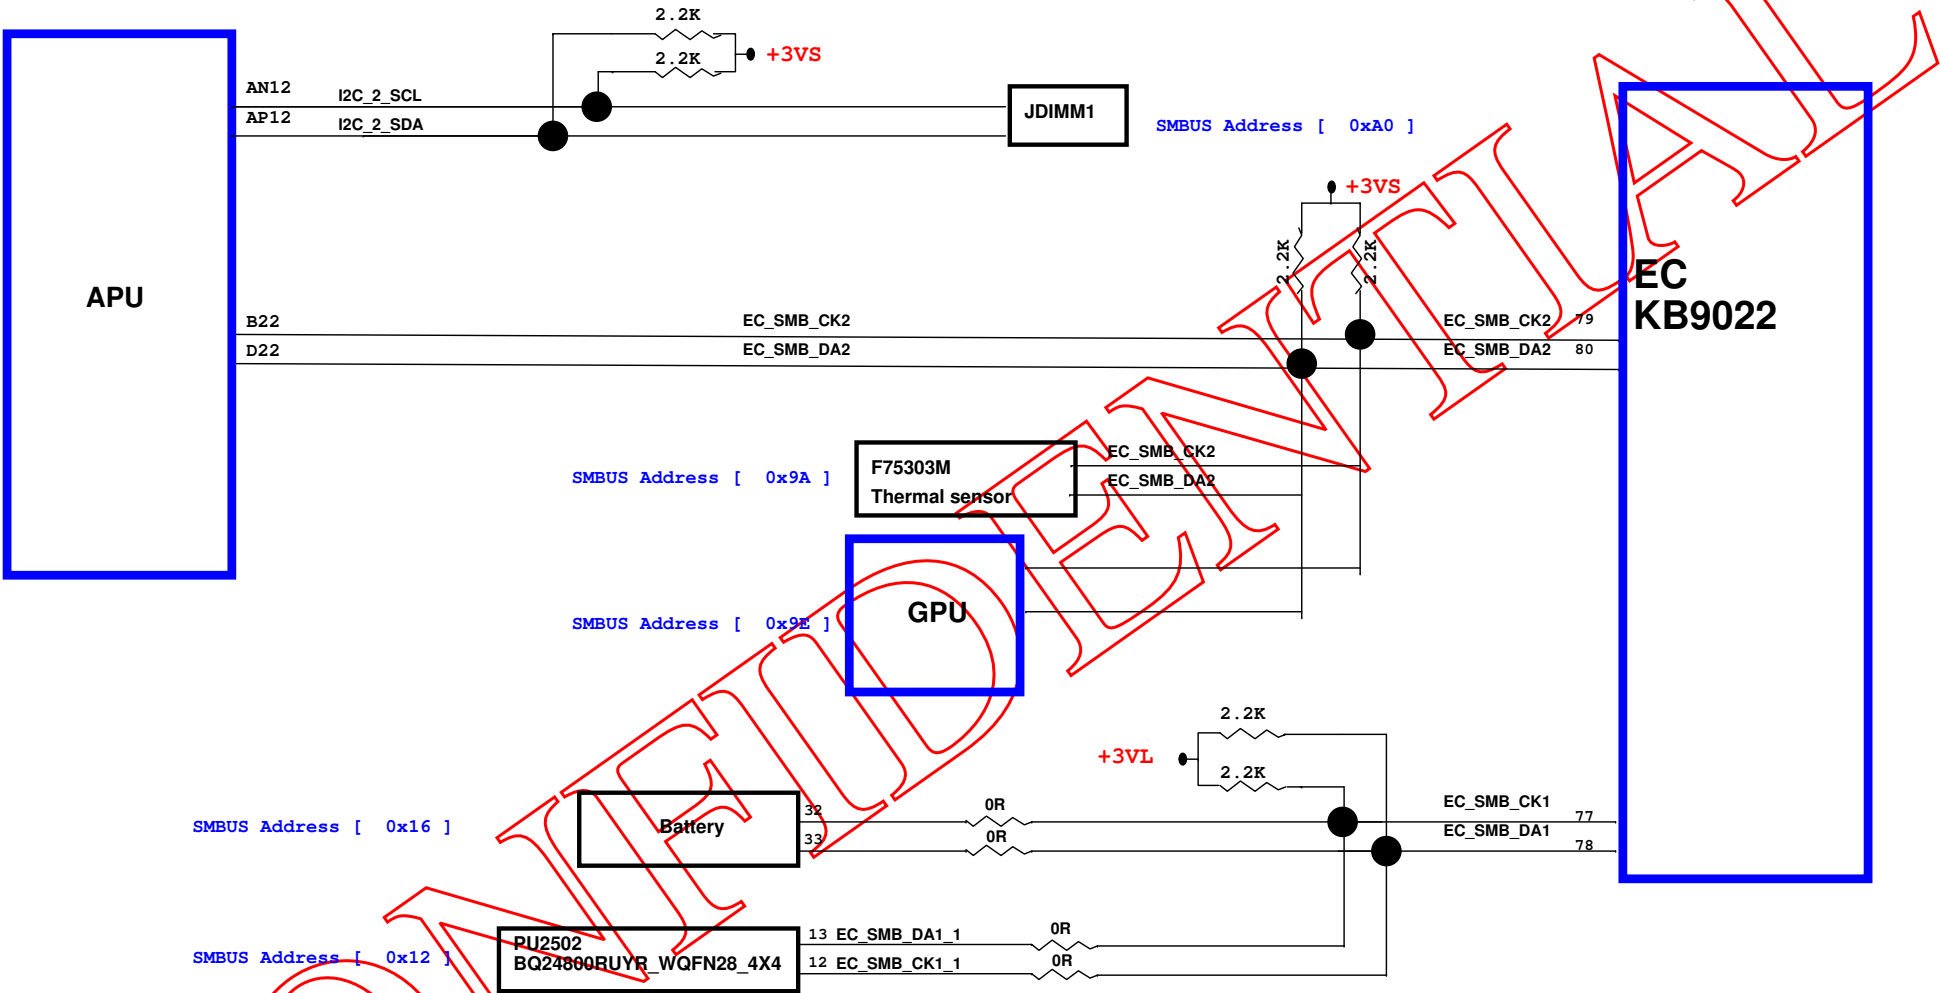 2.2K
+3VS
2.2K
AN12
I2C_2_SCL
AP12
I2C_2_SDA
JDIMM1
SMBUS Address [  0xA0 ]
+3VS
2.2K
2.2K
APU
EC
KB9022
B22
EC_SMB_CK2
EC_SMB_CK2
79
D22
EC_SMB_DA2
EC_SMB_DA2
80
F75303M
Thermal sensor
EC_SMB_CK2
EC_SMB_DA2
SMBUS Address [  0x9A ]
GPU
SMBUS Address [  0x9E ]
2.2K
+3VL
2.2K
SMBUS Address [  0x16 ]
Battery
32
0R
EC_SMB_CK1
77
33
0R
EC_SMB_DA1
78
SMBUS Address [  0x12 ]
PU2502
BQ24800RUYR_WQFN28_4X4
13
EC_SMB_DA1_1
0R
12
EC_SMB_CK1_1
0R
ONFIDENTIAL